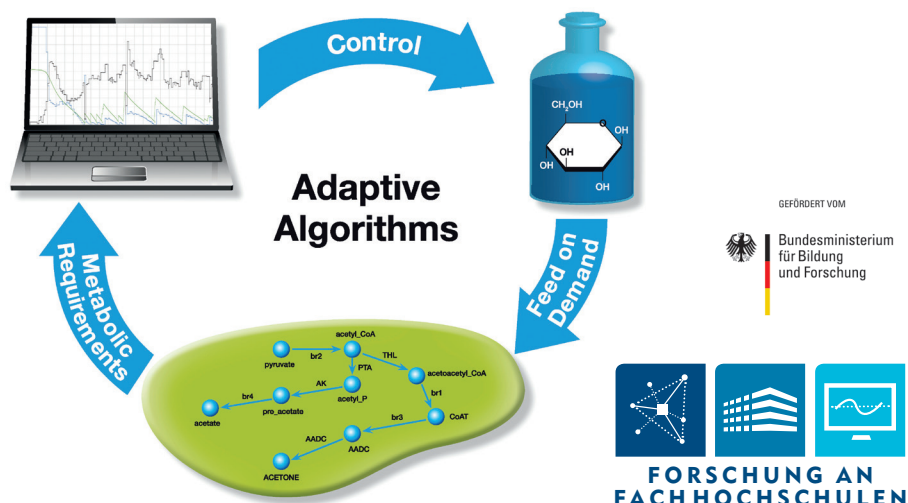 Control
CH2OH
O
OH
OH
OH
OH
Adaptive
Algorithms
GEFÖRDERT VOM
Bundesministerium
für Bildung
und Forschung
Feed on
Demand
Metabolic
Requirements
acetyl_CoA
pyruvate
br2
THL
PTA
acetoacetyl_CoA
AK
acetyl_P
br1
br4
pre_acetate
acetate
br3
CoAT
AADC
AADC
ACETONE
FORSCHUNG AN
FACHHOCHSCHULEN